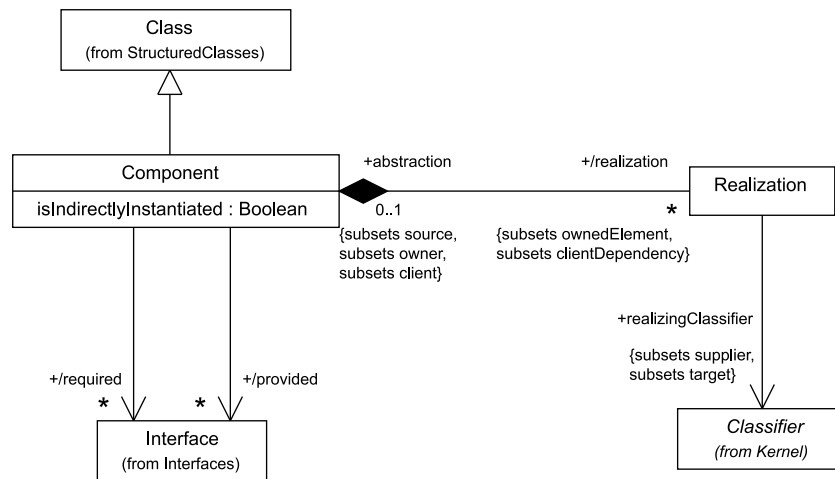 Class
(from StructuredClasses)
Component
isIndirectlyInstantiated : Boolean
+abstraction
+/realization
0..1
*
{subsets source,
subsets owner,
subsets client}
{subsets ownedElement,
subsets clientDependency}
Realization
+realizingClassifier
{subsets supplier,
subsets target}
+/required
*
+/provided
*
Interface
(from Interfaces)
Classifier
(from Kernel)